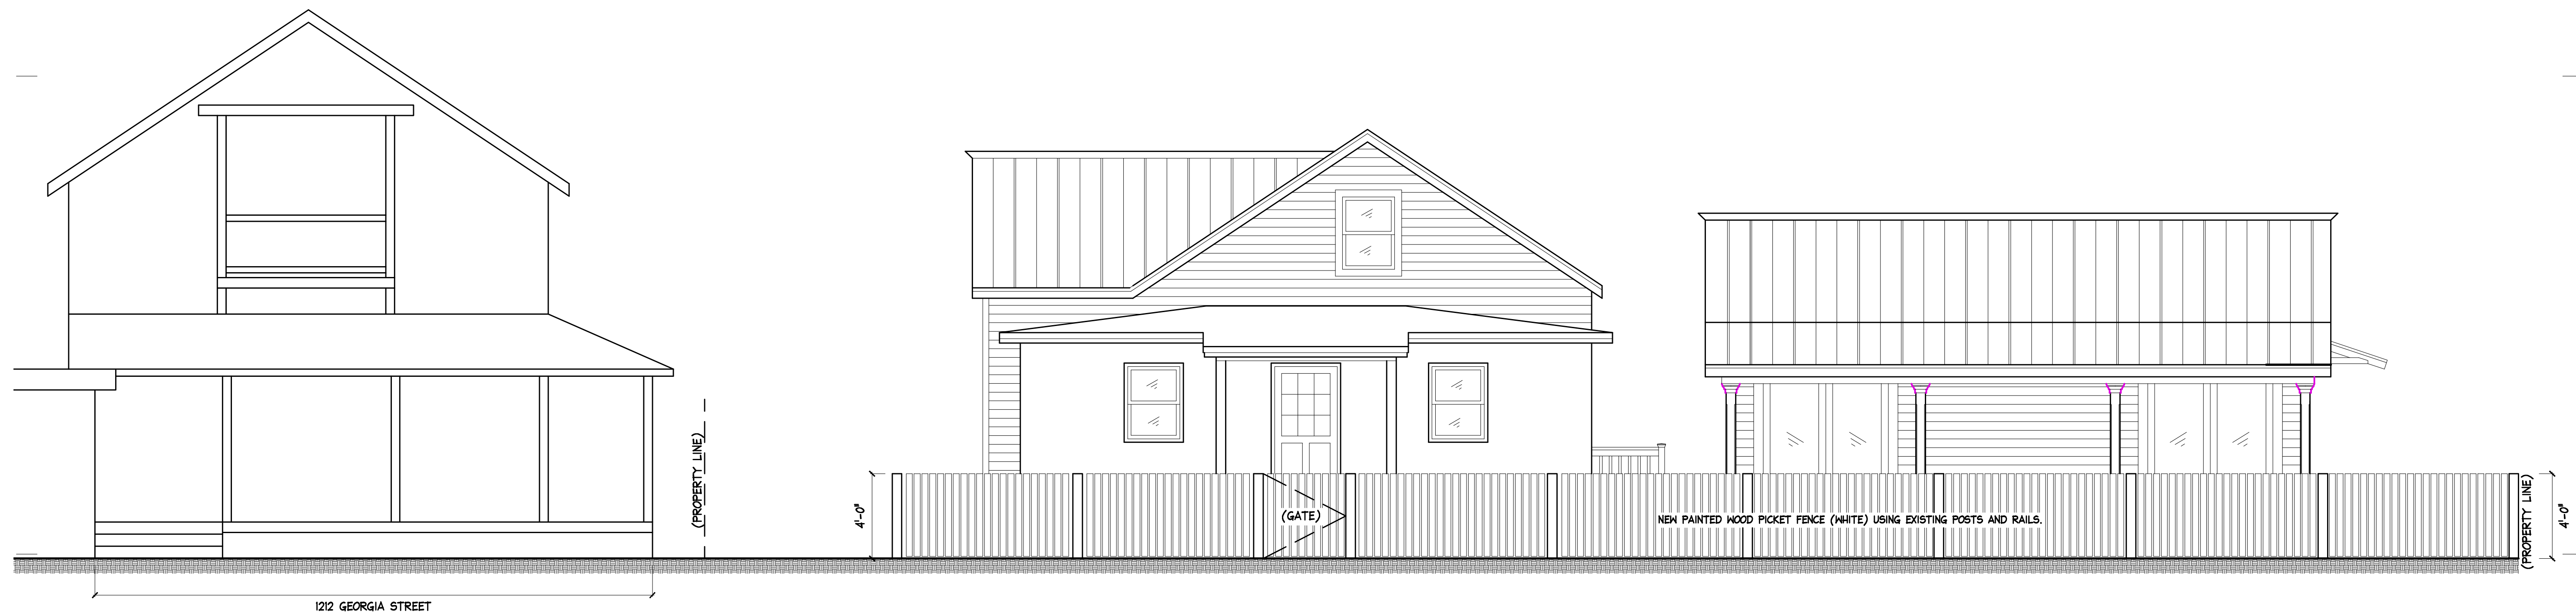 (PROPERTY LINE)
4'-0"
(GATE)
NEW PAINTED WOOD PICKET FENCE (WHITE) USING EXISTING POSTS AND RAILS.
(PROPERTY LINE)
4'-0"
1212 GEORGIA STREET